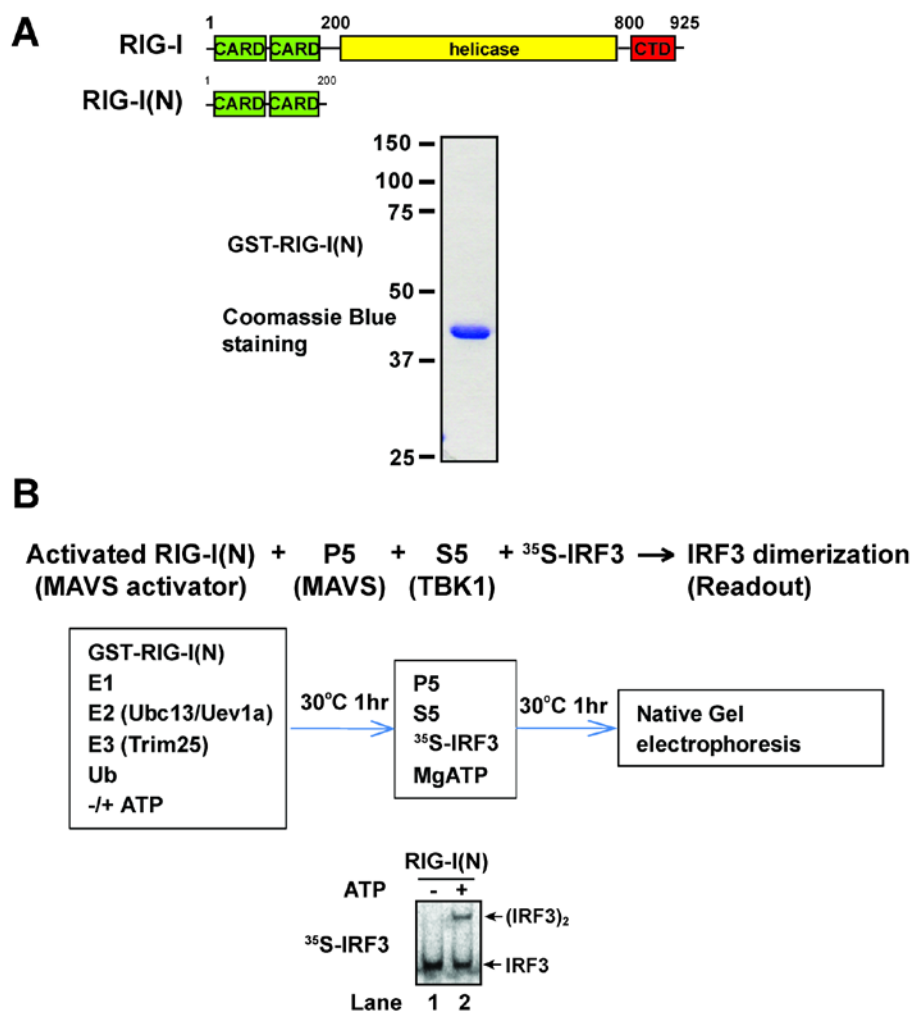 A
1 200 800 925
RIG-I CARD CARD helicase CTD
1 200
RIG-I(N) CARD CARD
150
100
75
GST-RIG-I(N)
50
Coomassie Blue
staining
37
25
B
Activated RIG-I(N) + P5 + S5 + ³⁵S-IRF3 → IRF3 dimerization
(MAVS activator) (MAVS) (TBK1) (Readout)
GST-RIG-I(N)
E1
E2 (Ubc13/Uev1a)
E3 (Trim25)
Ub
-/+ ATP
30°C 1hr
P5
S5
³⁵S-IRF3
MgATP
30°C 1hr
Native Gel
electrophoresis
RIG-I(N)
ATP - +
(IRF3)₂
³⁵S-IRF3
IRF3
Lane 1 2